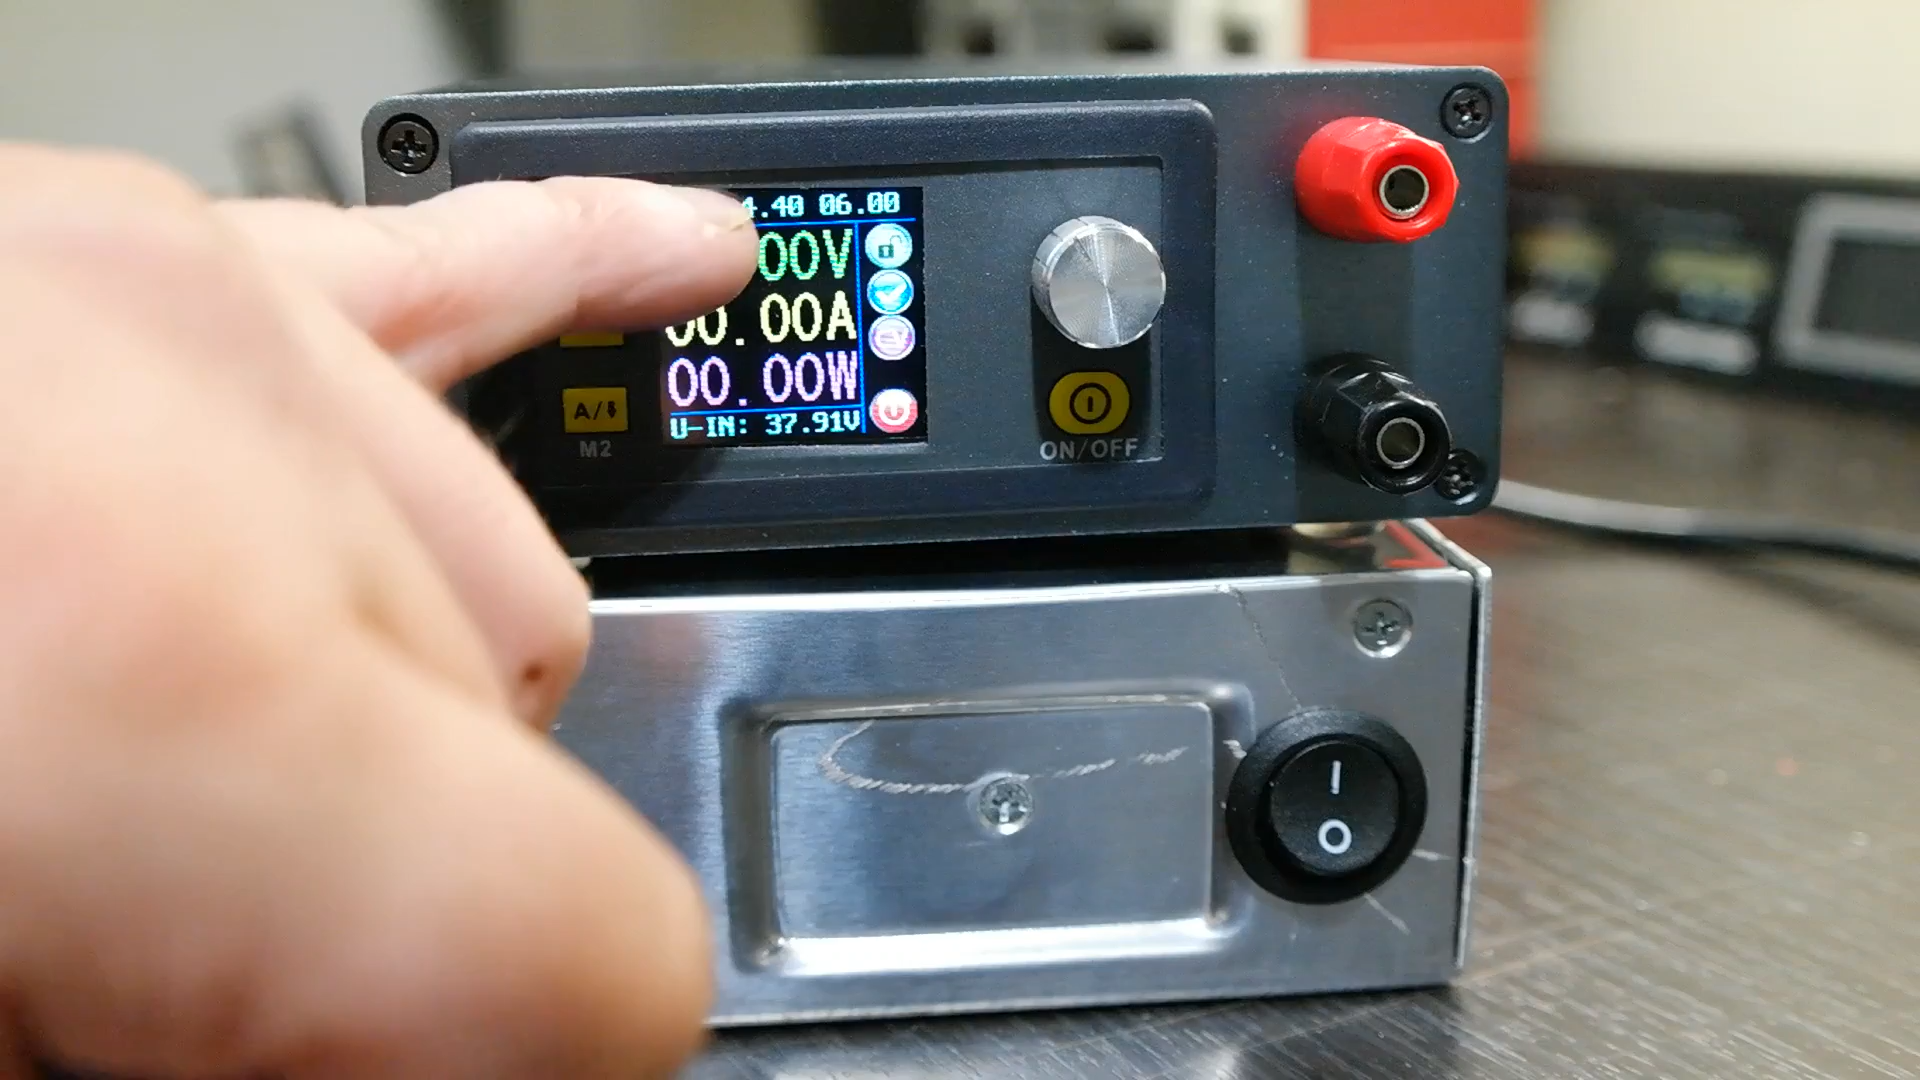 4.40 06.00
00V
00.00A
00.00W
U-IN: 37.91V
A/⬍
M2
ON/OFF
I
O